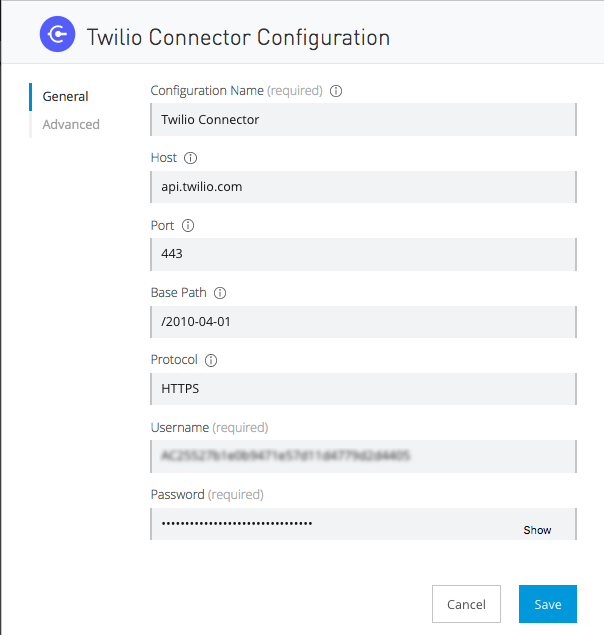 Twilio Connector Configuration
General
Advanced
Configuration Name (required)
Twilio Connector
Host
api.twilio.com
Port
443
Base Path
/2010-04-01
Protocol
HTTPS
Username (required)
Password (required)
••••••••••••••••••••••••••••••••
Show
Cancel
Save